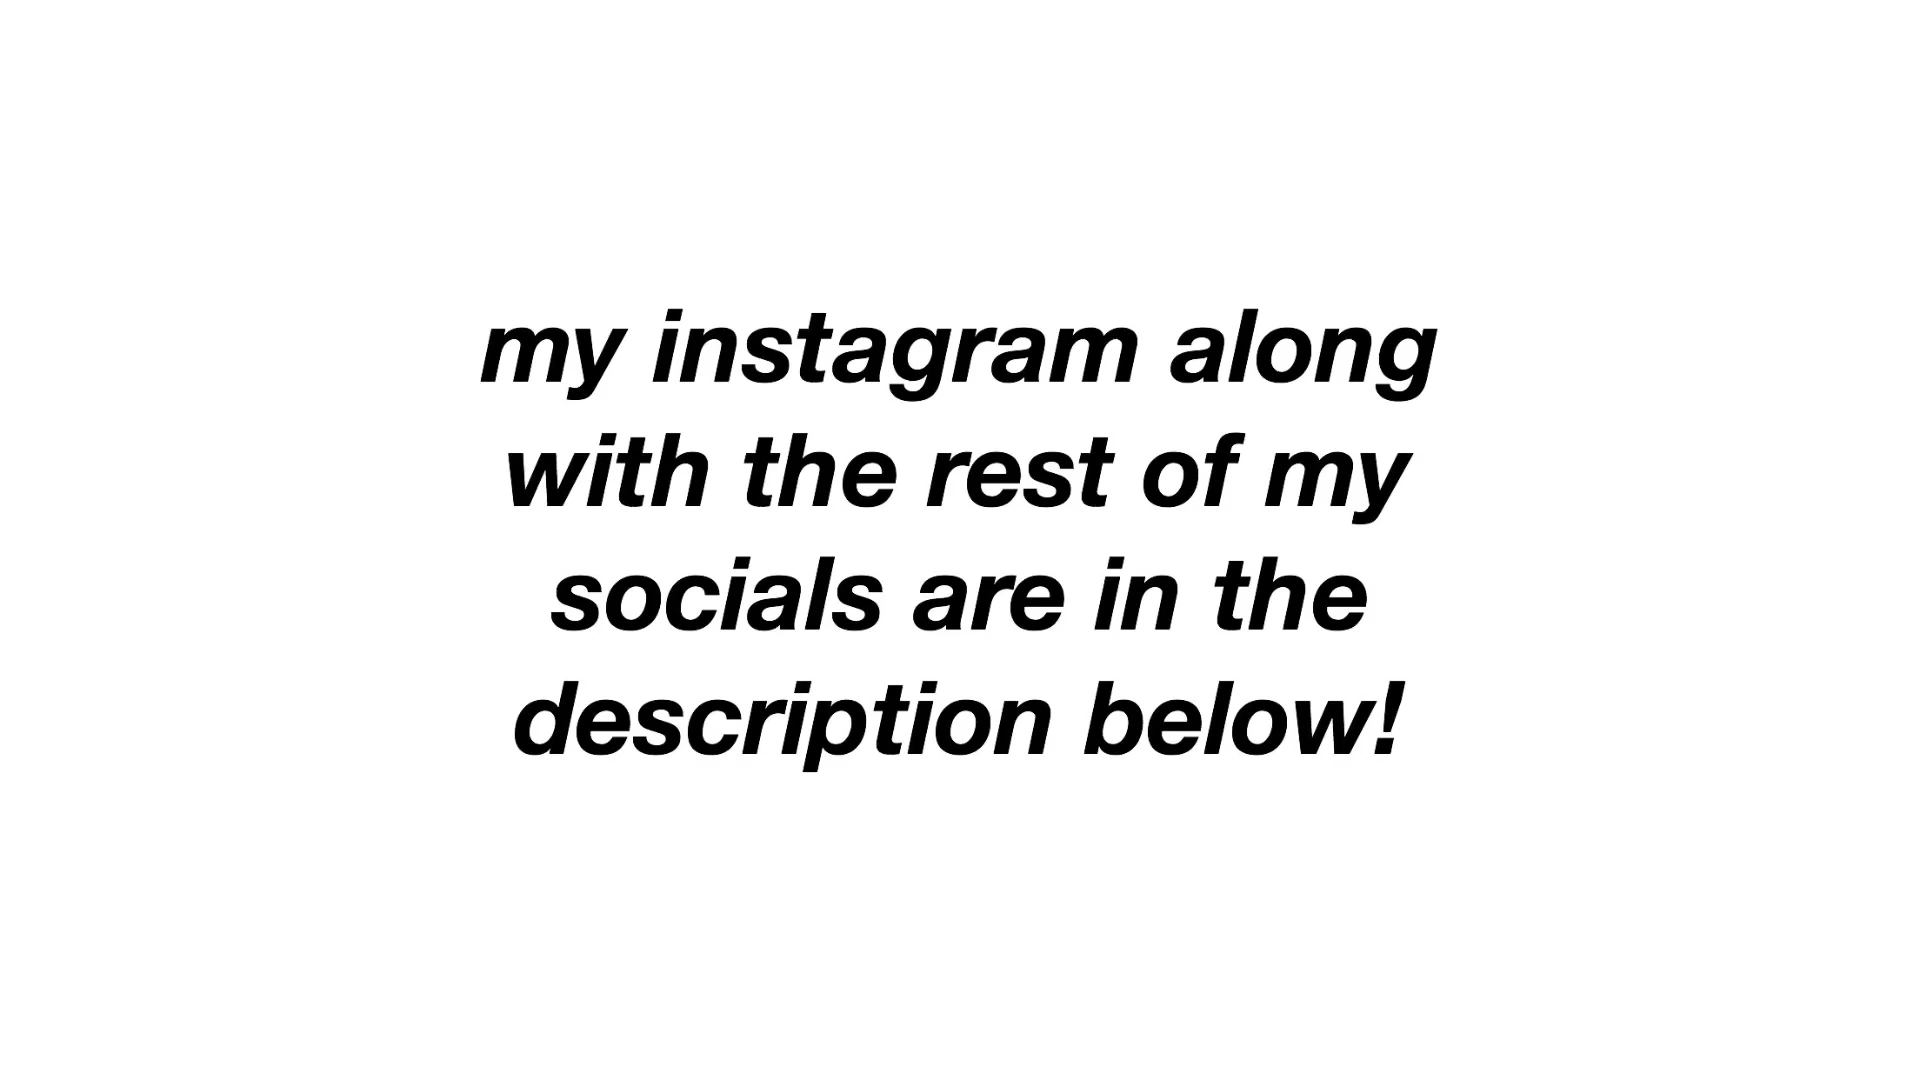 my instagram along
with the rest of my
socials are in the
description below!